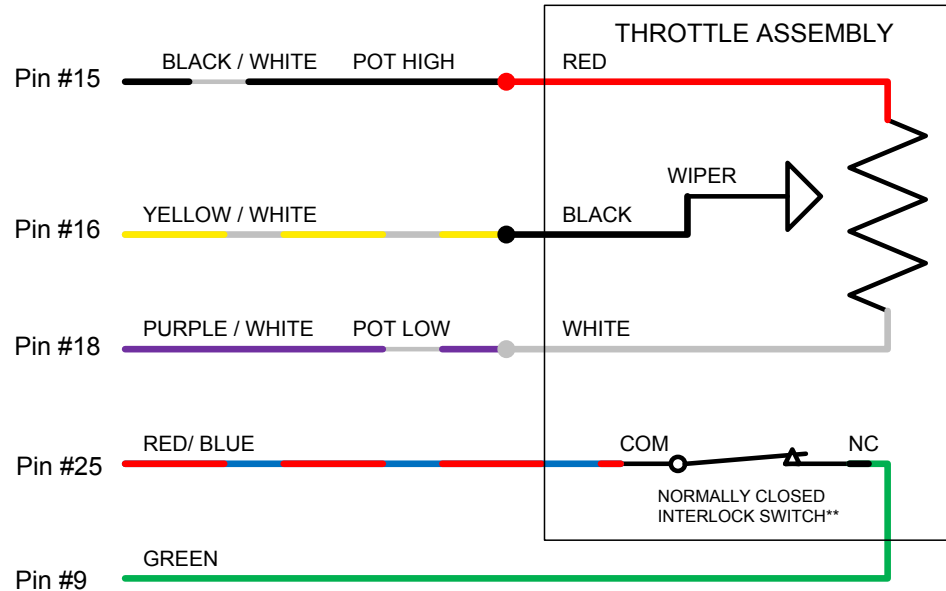 THROTTLE ASSEMBLY
Pin #15
BLACK / WHITE
POT HIGH
RED
WIPER
Pin #16
YELLOW / WHITE
BLACK
Pin #18
PURPLE / WHITE
POT LOW
WHITE
Pin #25
RED/ BLUE
COM
NC
NORMALLY CLOSED
INTERLOCK SWITCH**
Pin #9
GREEN